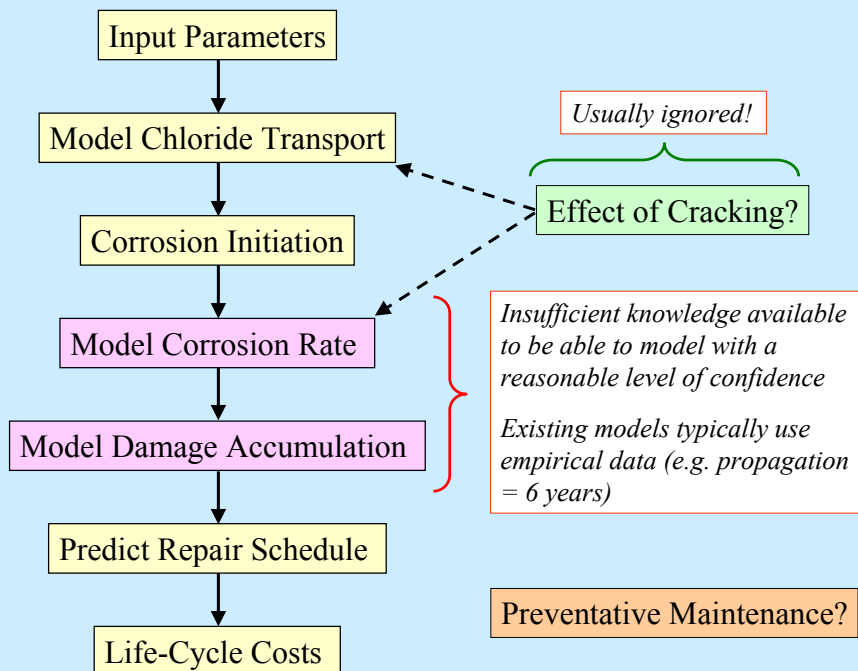 Input Parameters
Model Chloride Transport
Usually ignored!
Effect of Cracking?
Corrosion Initiation
Model Corrosion Rate
Insufficient knowledge available
to be able to model with a
reasonable level of confidence
Existing models typically use
empirical data (e.g. propagation
= 6 years)
Model Damage Accumulation
Predict Repair Schedule
Preventative Maintenance?
Life-Cycle Costs